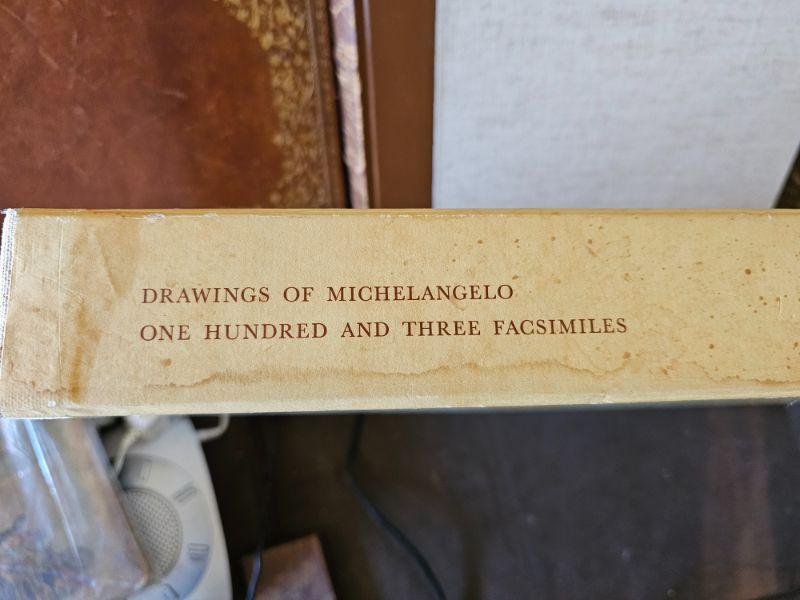 DRAWINGS OF MICHELANGELO
ONE HUNDRED AND THREE FACSIMILES